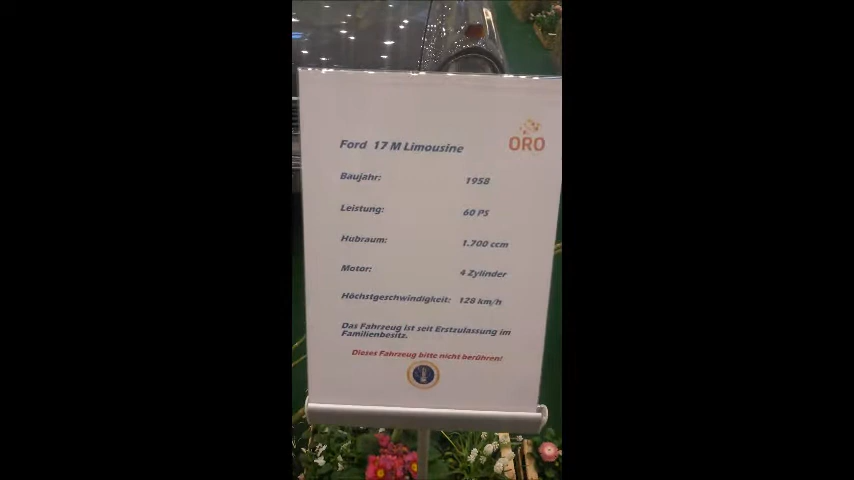 ORO
Ford 17 M Limousine
Baujahr: 1958
Leistung: 60 PS
Hubraum: 1.700 ccm
Motor: 4 Zylinder
Höchstgeschwindigkeit: 128 km/h
Das Fahrzeug ist seit Erstzulassung im
Familienbesitz.
Dieses Fahrzeug bitte nicht berühren!